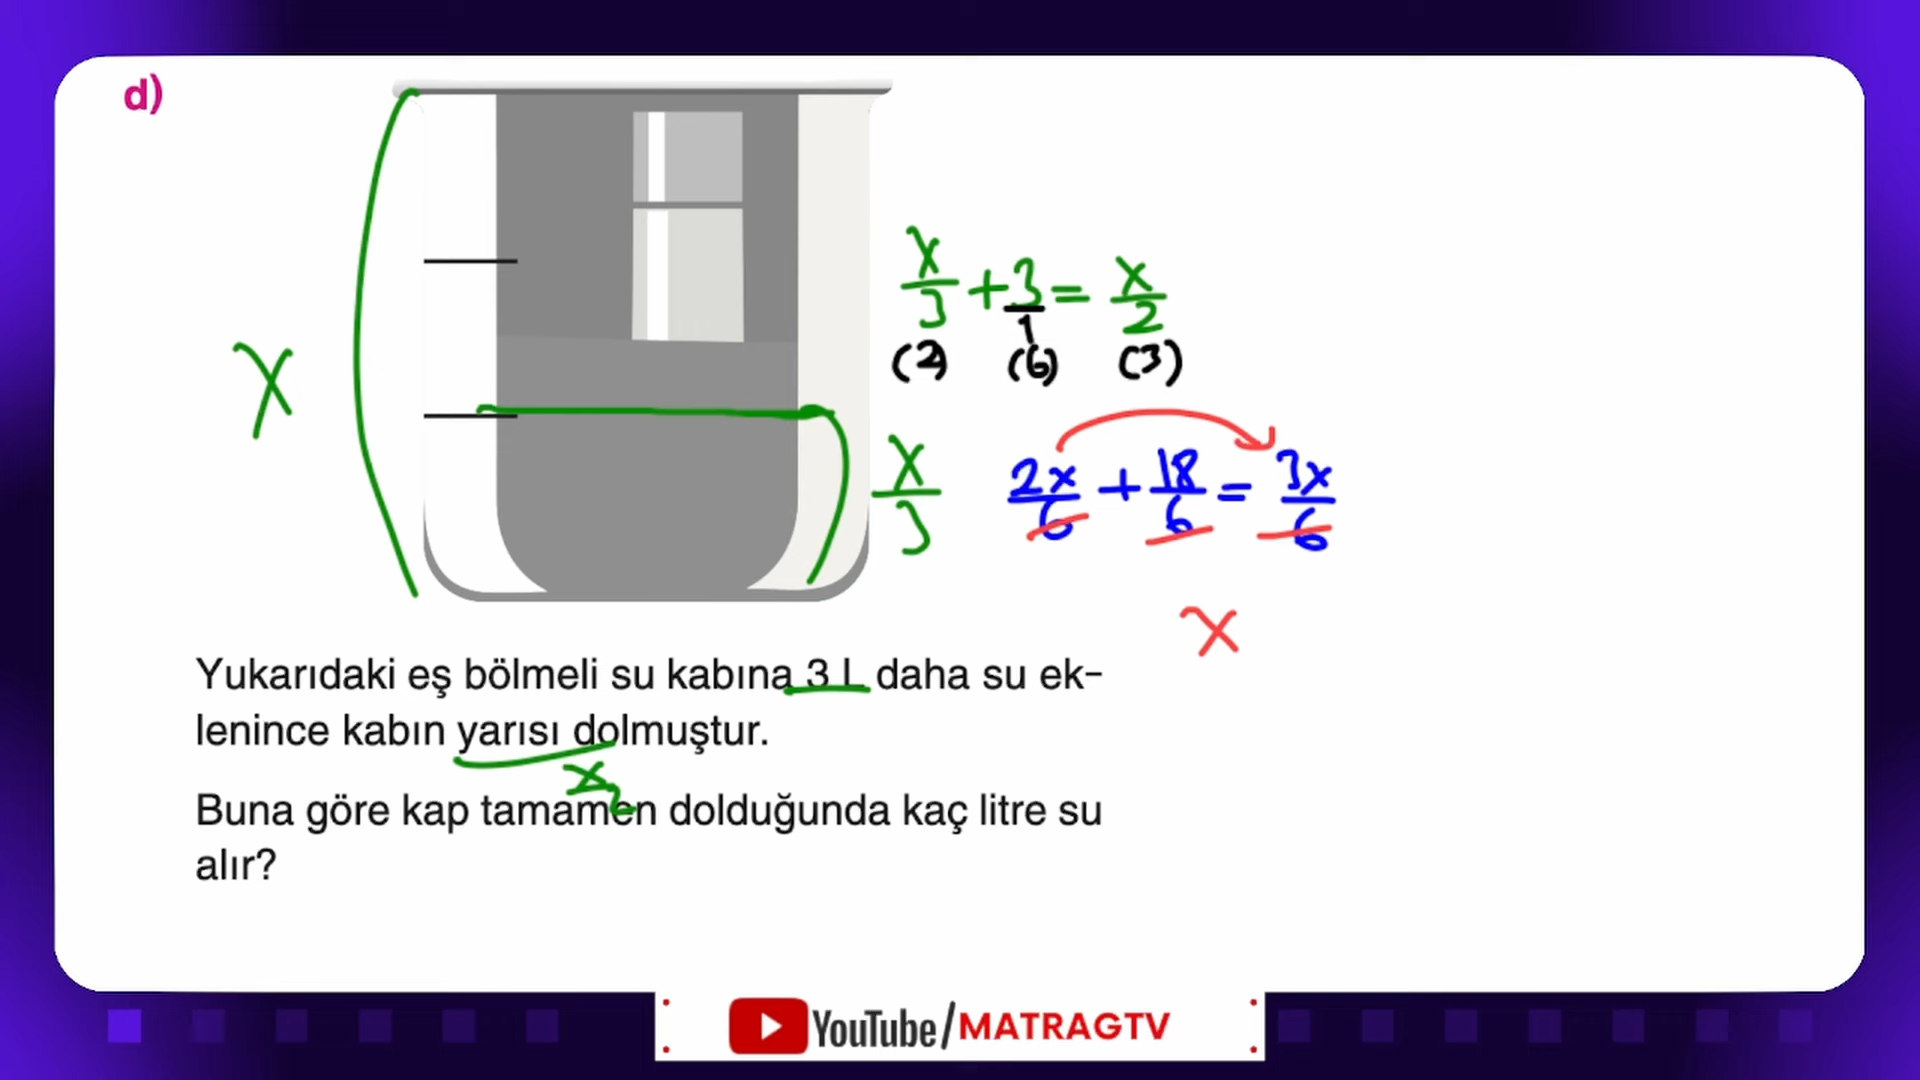 d)
x/3 + 3/1 = x/2
(2) (6) (3)
X
x/3
2x/6 + 18/6 = 3x/6
x
Yukarıdaki eş bölmeli su kabına 3 L daha su ek-
lenince kabın yarısı dolmuştur.
x/2
Buna göre kap tamamen dolduğunda kaç litre su
alır?
YouTube/MATRAGTV